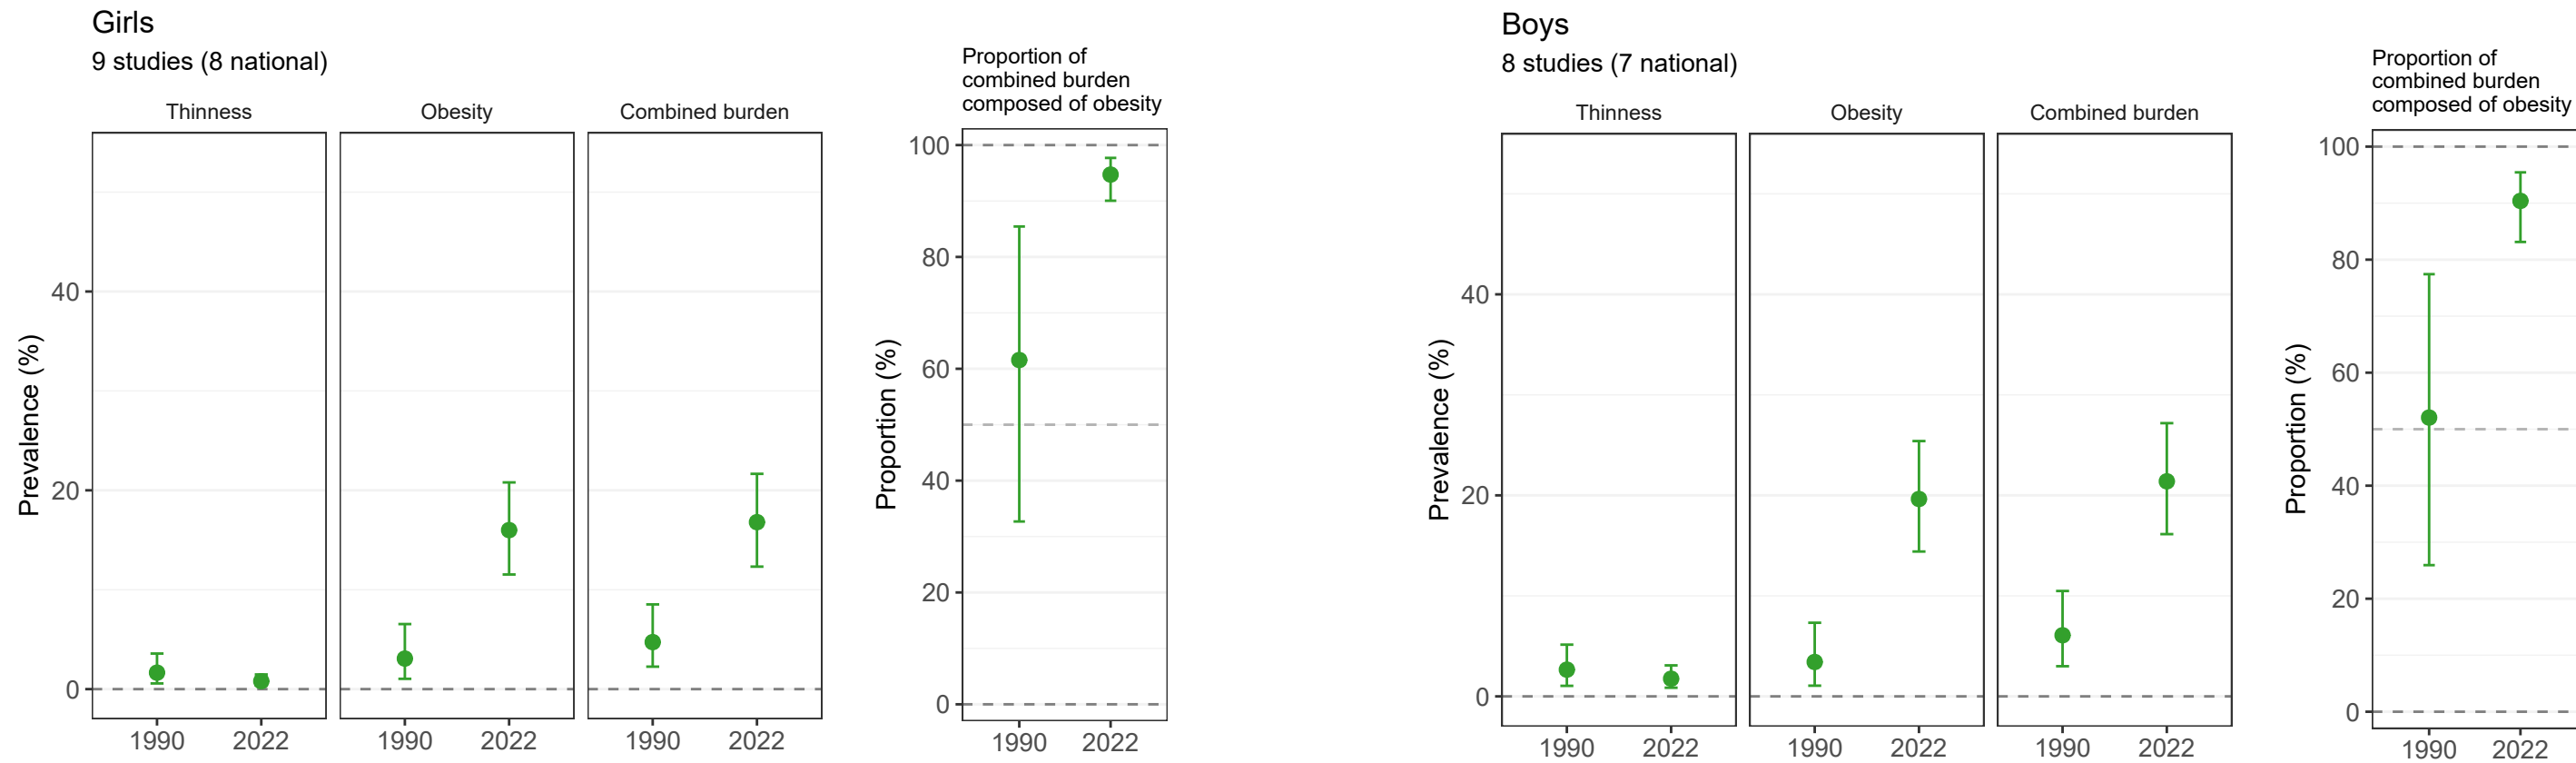 Girls
9 studies (8 national)
Thinness
Obesity
Combined burden
Prevalence (%)
40
20
0
1990
2022
1990
2022
1990
2022
Proportion of
combined burden
composed of obesity
Proportion (%)
100
80
60
40
20
0
1990
2022
Boys
8 studies (7 national)
Thinness
Obesity
Combined burden
Prevalence (%)
40
20
0
1990
2022
1990
2022
1990
2022
Proportion of
combined burden
composed of obesity
Proportion (%)
100
80
60
40
20
0
1990
2022